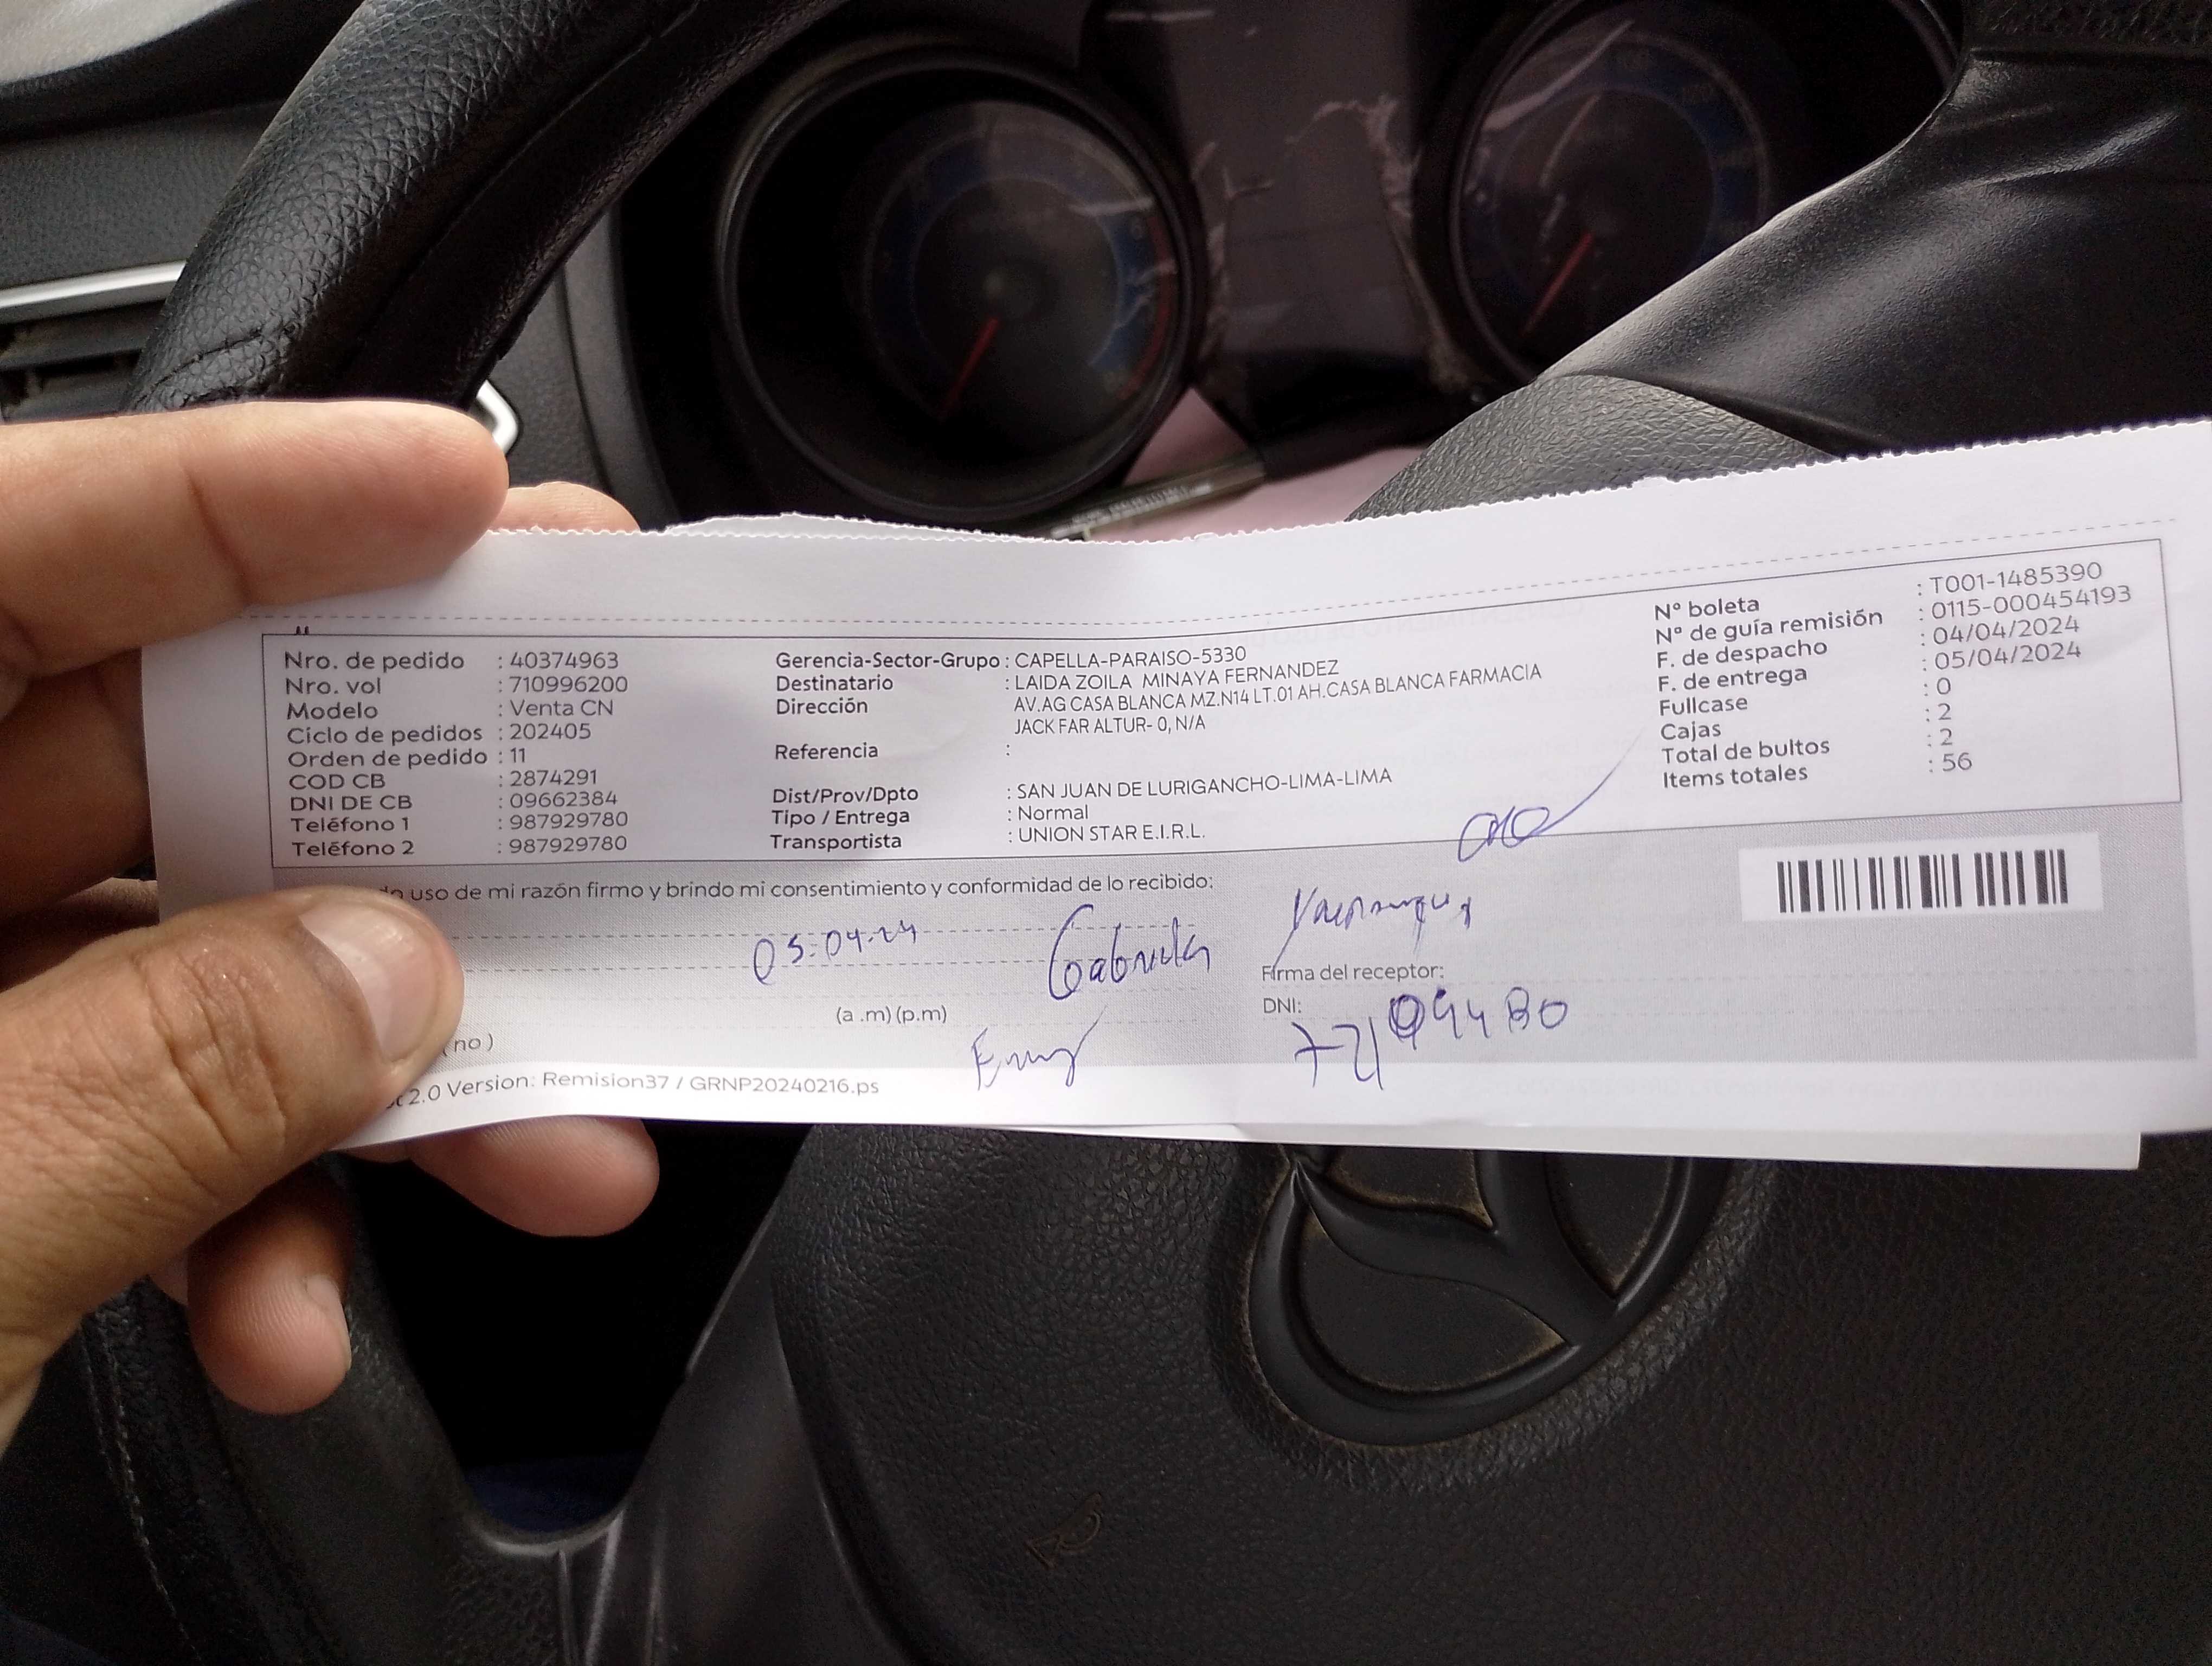 Nro. de pedido : 40374963
Nro. vol : 710996200
Modelo : Venta CN
Ciclo de pedidos : 202405
Orden de pedido : 11
COD CB : 2874291
DNI DE CB : 09662384
Teléfono 1 : 987929780
Teléfono 2 : 987929780
Gerencia-Sector-Grupo : CAPELLA-PARAISO-5330
Destinatario : LAIDA ZOILA MINAYA FERNANDEZ
Dirección AV.AG CASA BLANCA MZ.N14 LT.01 AH.CASA BLANCA FARMACIA
JACK FAR ALTUR- 0, N/A
Referencia :
Dist/Prov/Dpto : SAN JUAN DE LURIGANCHO-LIMA-LIMA
Tipo / Entrega : Normal
Transportista : UNION STAR E.I.R.L.
Nº boleta : T001-1485390
Nº de guía remisión : 0115-000454193
F. de despacho : 04/04/2024
F. de entrega : 05/04/2024
Fullcase : 0
Cajas : 2
Total de bultos : 2
Items totales : 56
uso de mi razón firmo y brindo mi consentimiento y conformidad de lo recibido:
05-04-24 Gabriela
Firma del receptor:
(a .m) (p.m) DNI:
(no)
2.0 Version: Remision37 / GRNP20240216.ps